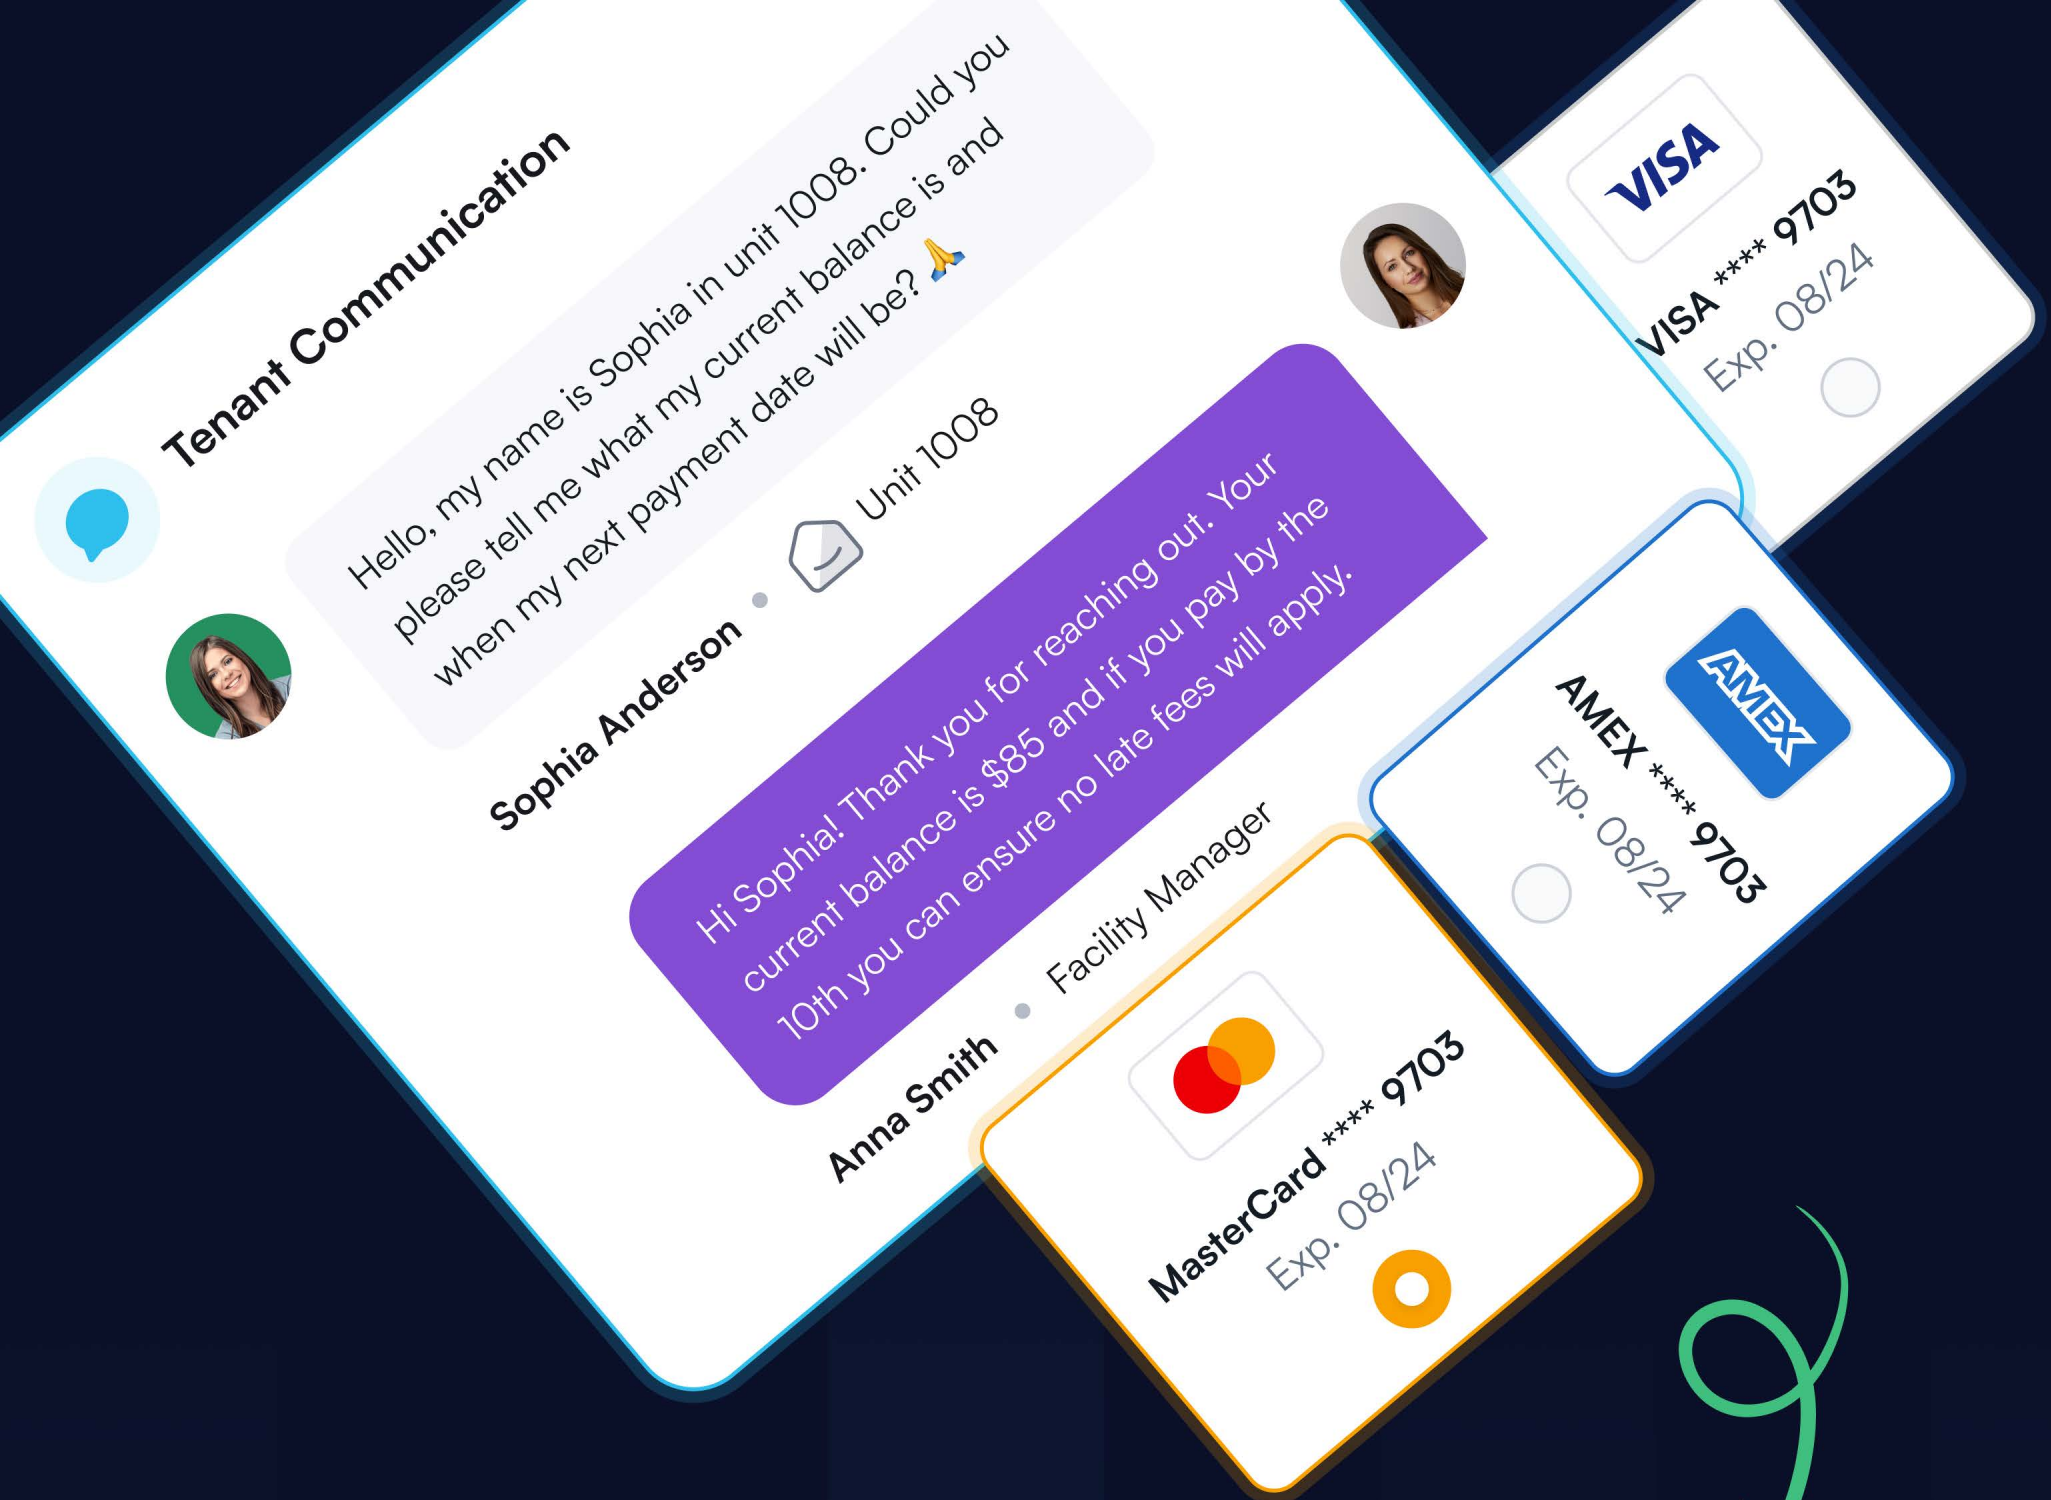 Tenant Communication
Hello, my name is Sophia in unit 1008. Could you
please tell me what my current balance is and
when my next payment date will be? 🙏
Sophia Anderson • Unit 1008
Hi Sophia! Thank you for reaching out. Your
current balance is $85 and if you pay by the
10th you can ensure no late fees will apply.
Anna Smith • Facility Manager
VISA
VISA **** 9703
Exp. 08/24
AMEX
AMEX **** 9703
Exp. 08/24
MasterCard **** 9703
Exp. 08/24